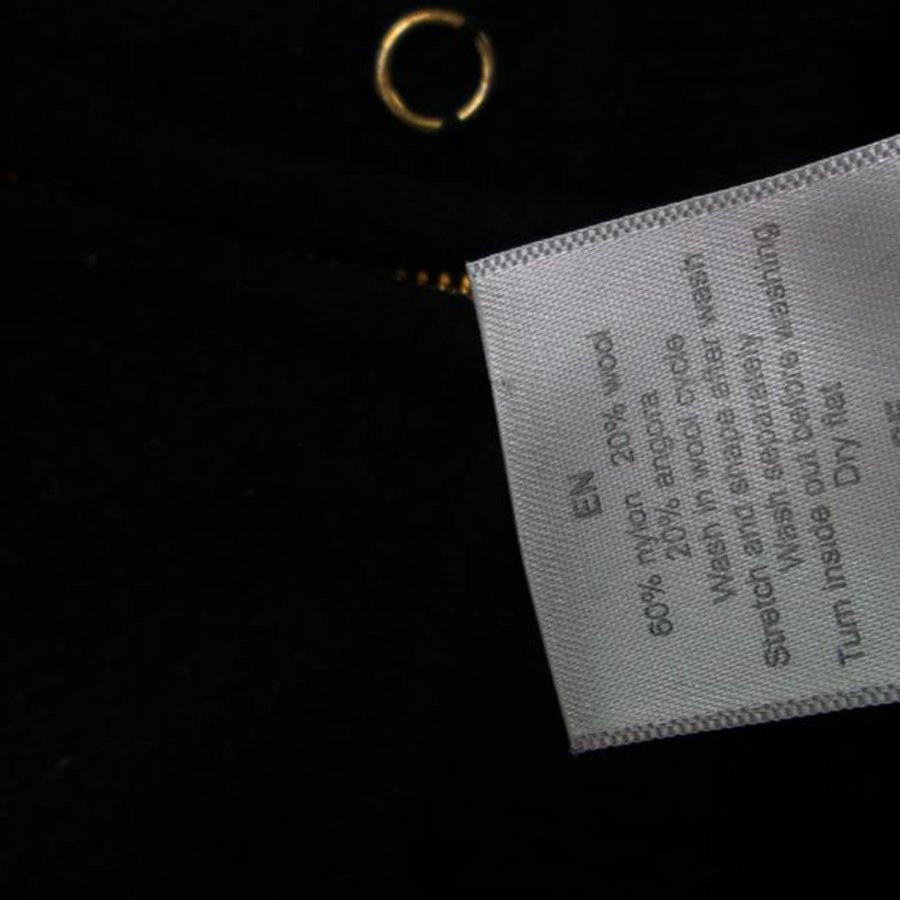 EN
60% nylon 20% wool
20% angora
Wash in wool cycle
Stretch and shape after wash
Wash separately
Turn inside out before washing
Dry flat